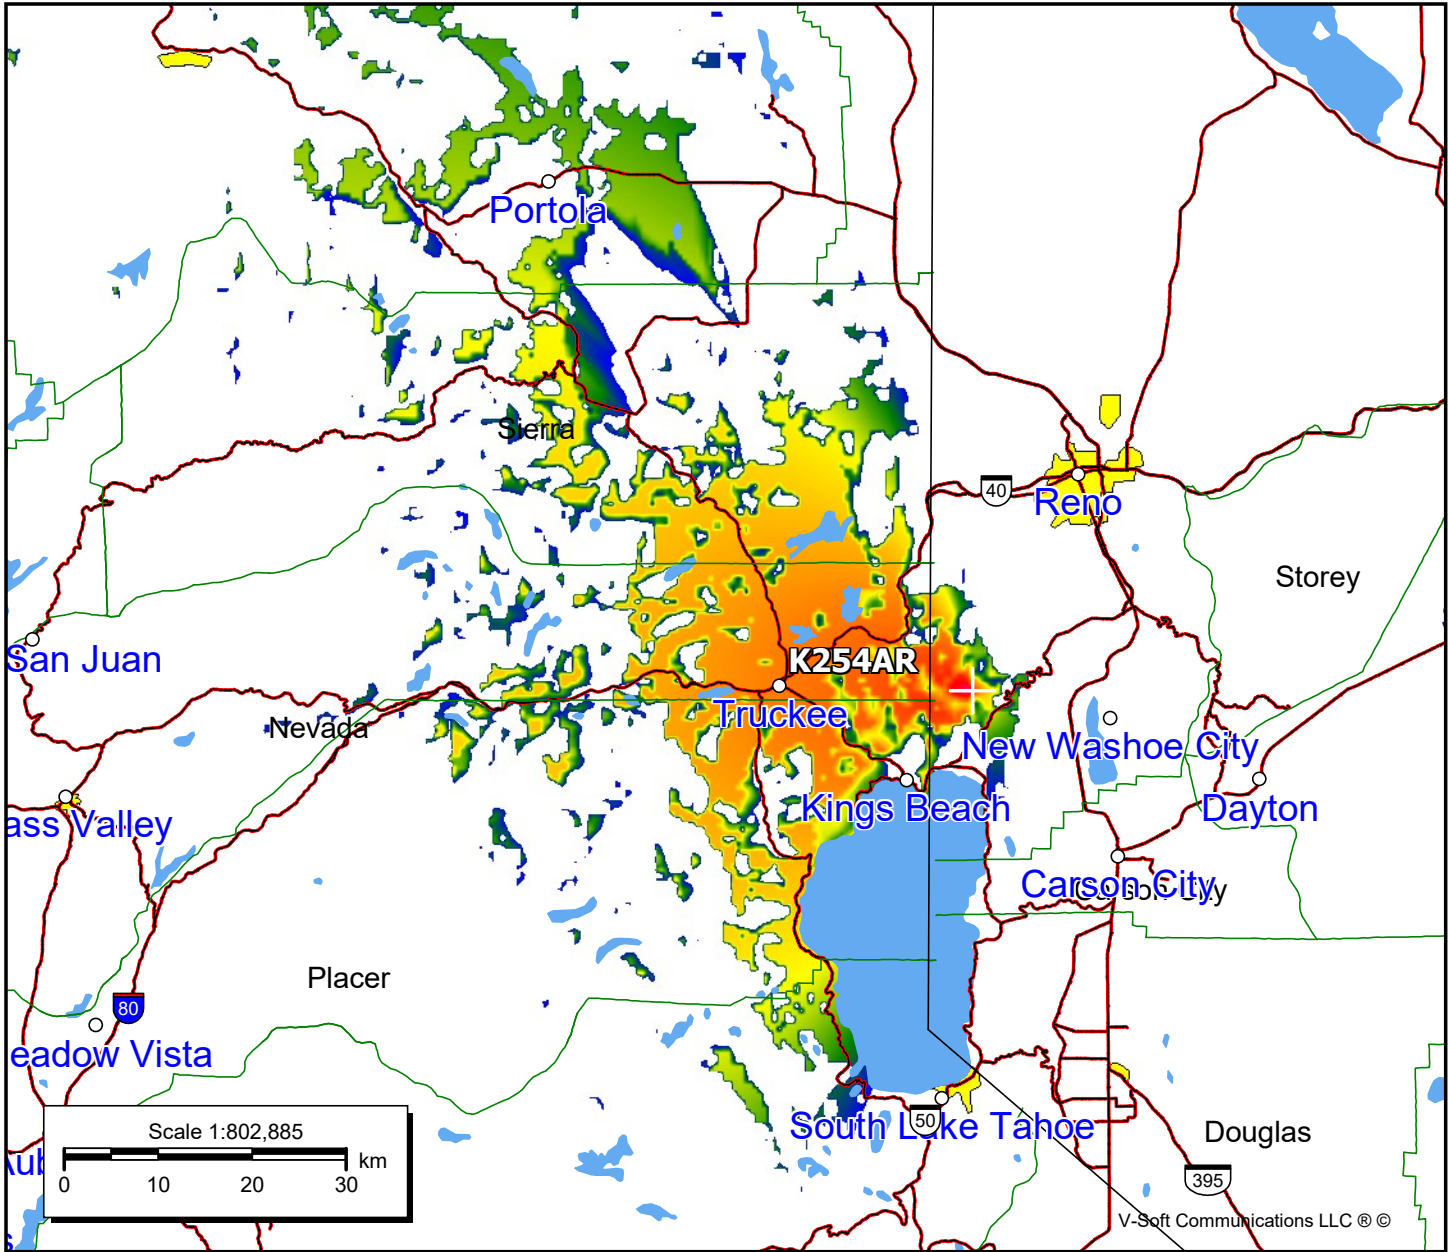 Portola
Sierra
40
Reno
Storey
San Juan
K254AR
Truckee
Nevada
New Washoe City
Kings Beach
Dayton
ass Valley
Carson City
Placer
80
eadow Vista
South Lake Tahoe
50
Douglas
Scale 1:802,885
km
0 10 20 30
395
V-Soft Communications LLC ® ©